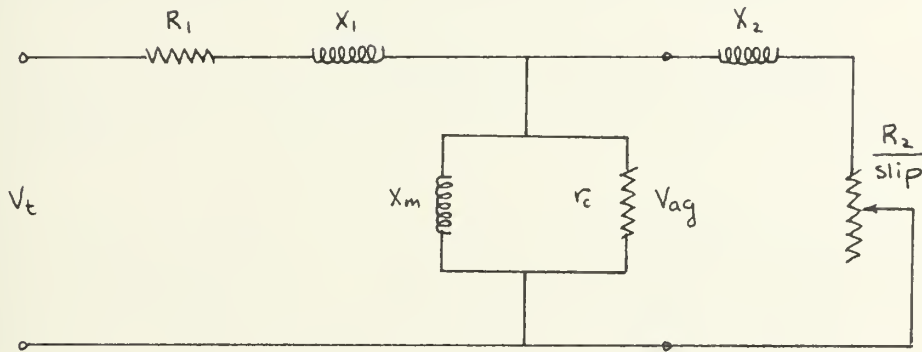 R₁
X₁
X₂
R₂
slip
Xm
rc
Vag
Vt